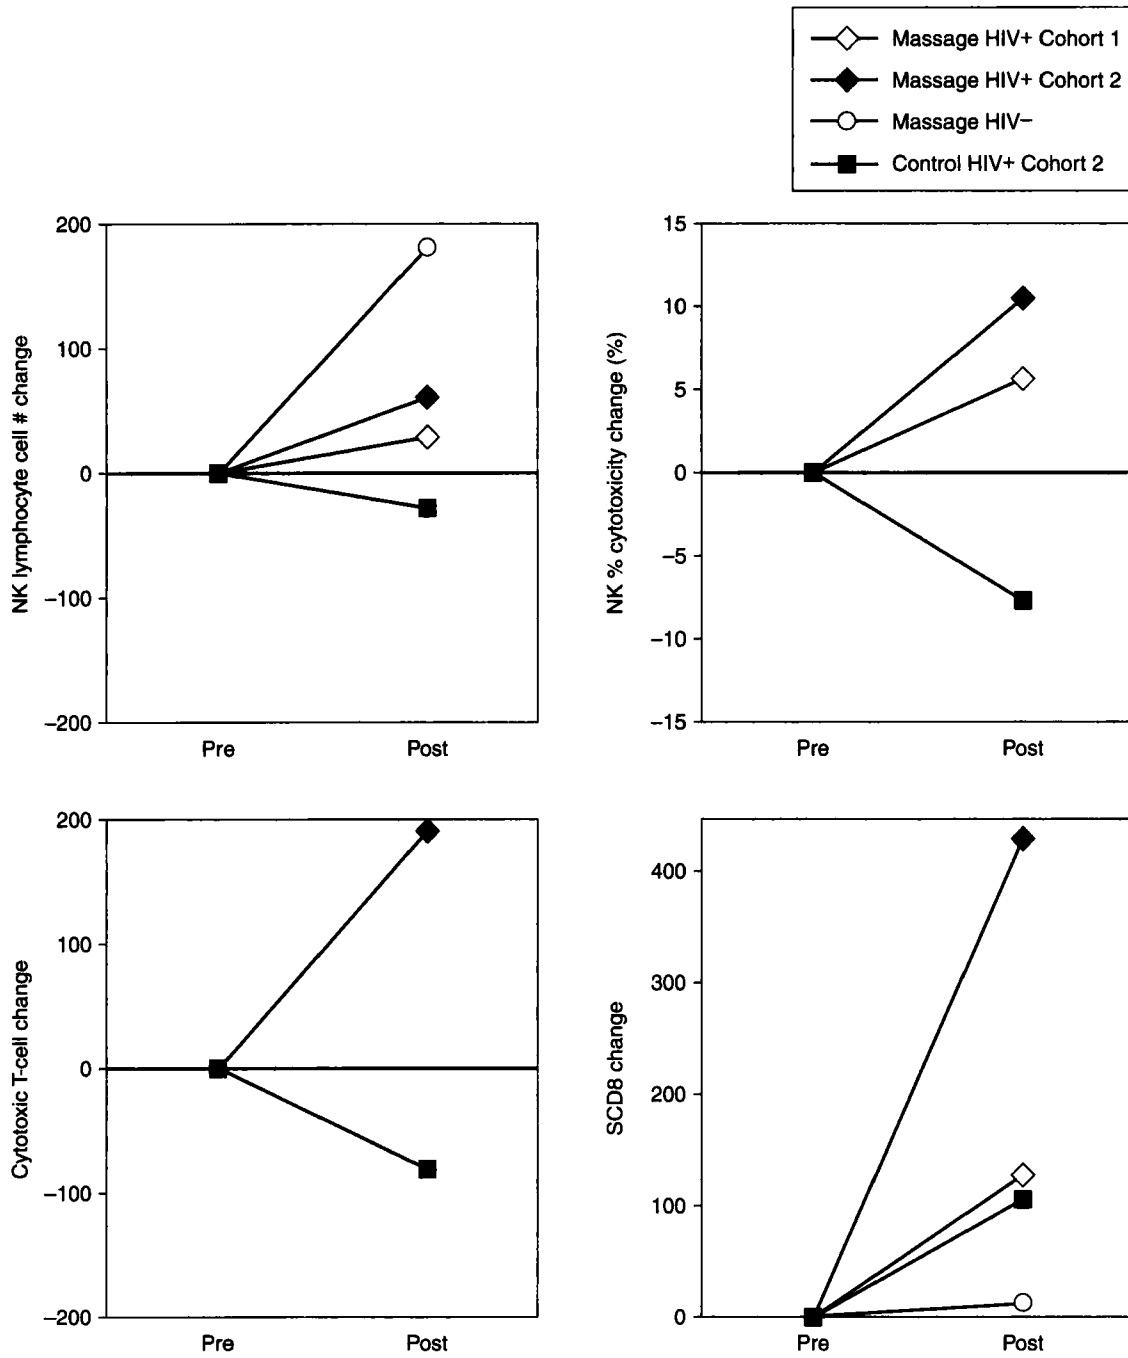 Massage HIV+ Cohort 1
Massage HIV+ Cohort 2
Massage HIV−
Control HIV+ Cohort 2
NK lymphocyte cell # change
200
100
0
−100
−200
Pre Post
NK % cytotoxicity change (%)
15
10
5
0
−5
−10
−15
Pre Post
Cytotoxic T-cell change
200
100
0
−100
−200
Pre Post
SCD8 change
400
300
200
100
0
Pre Post